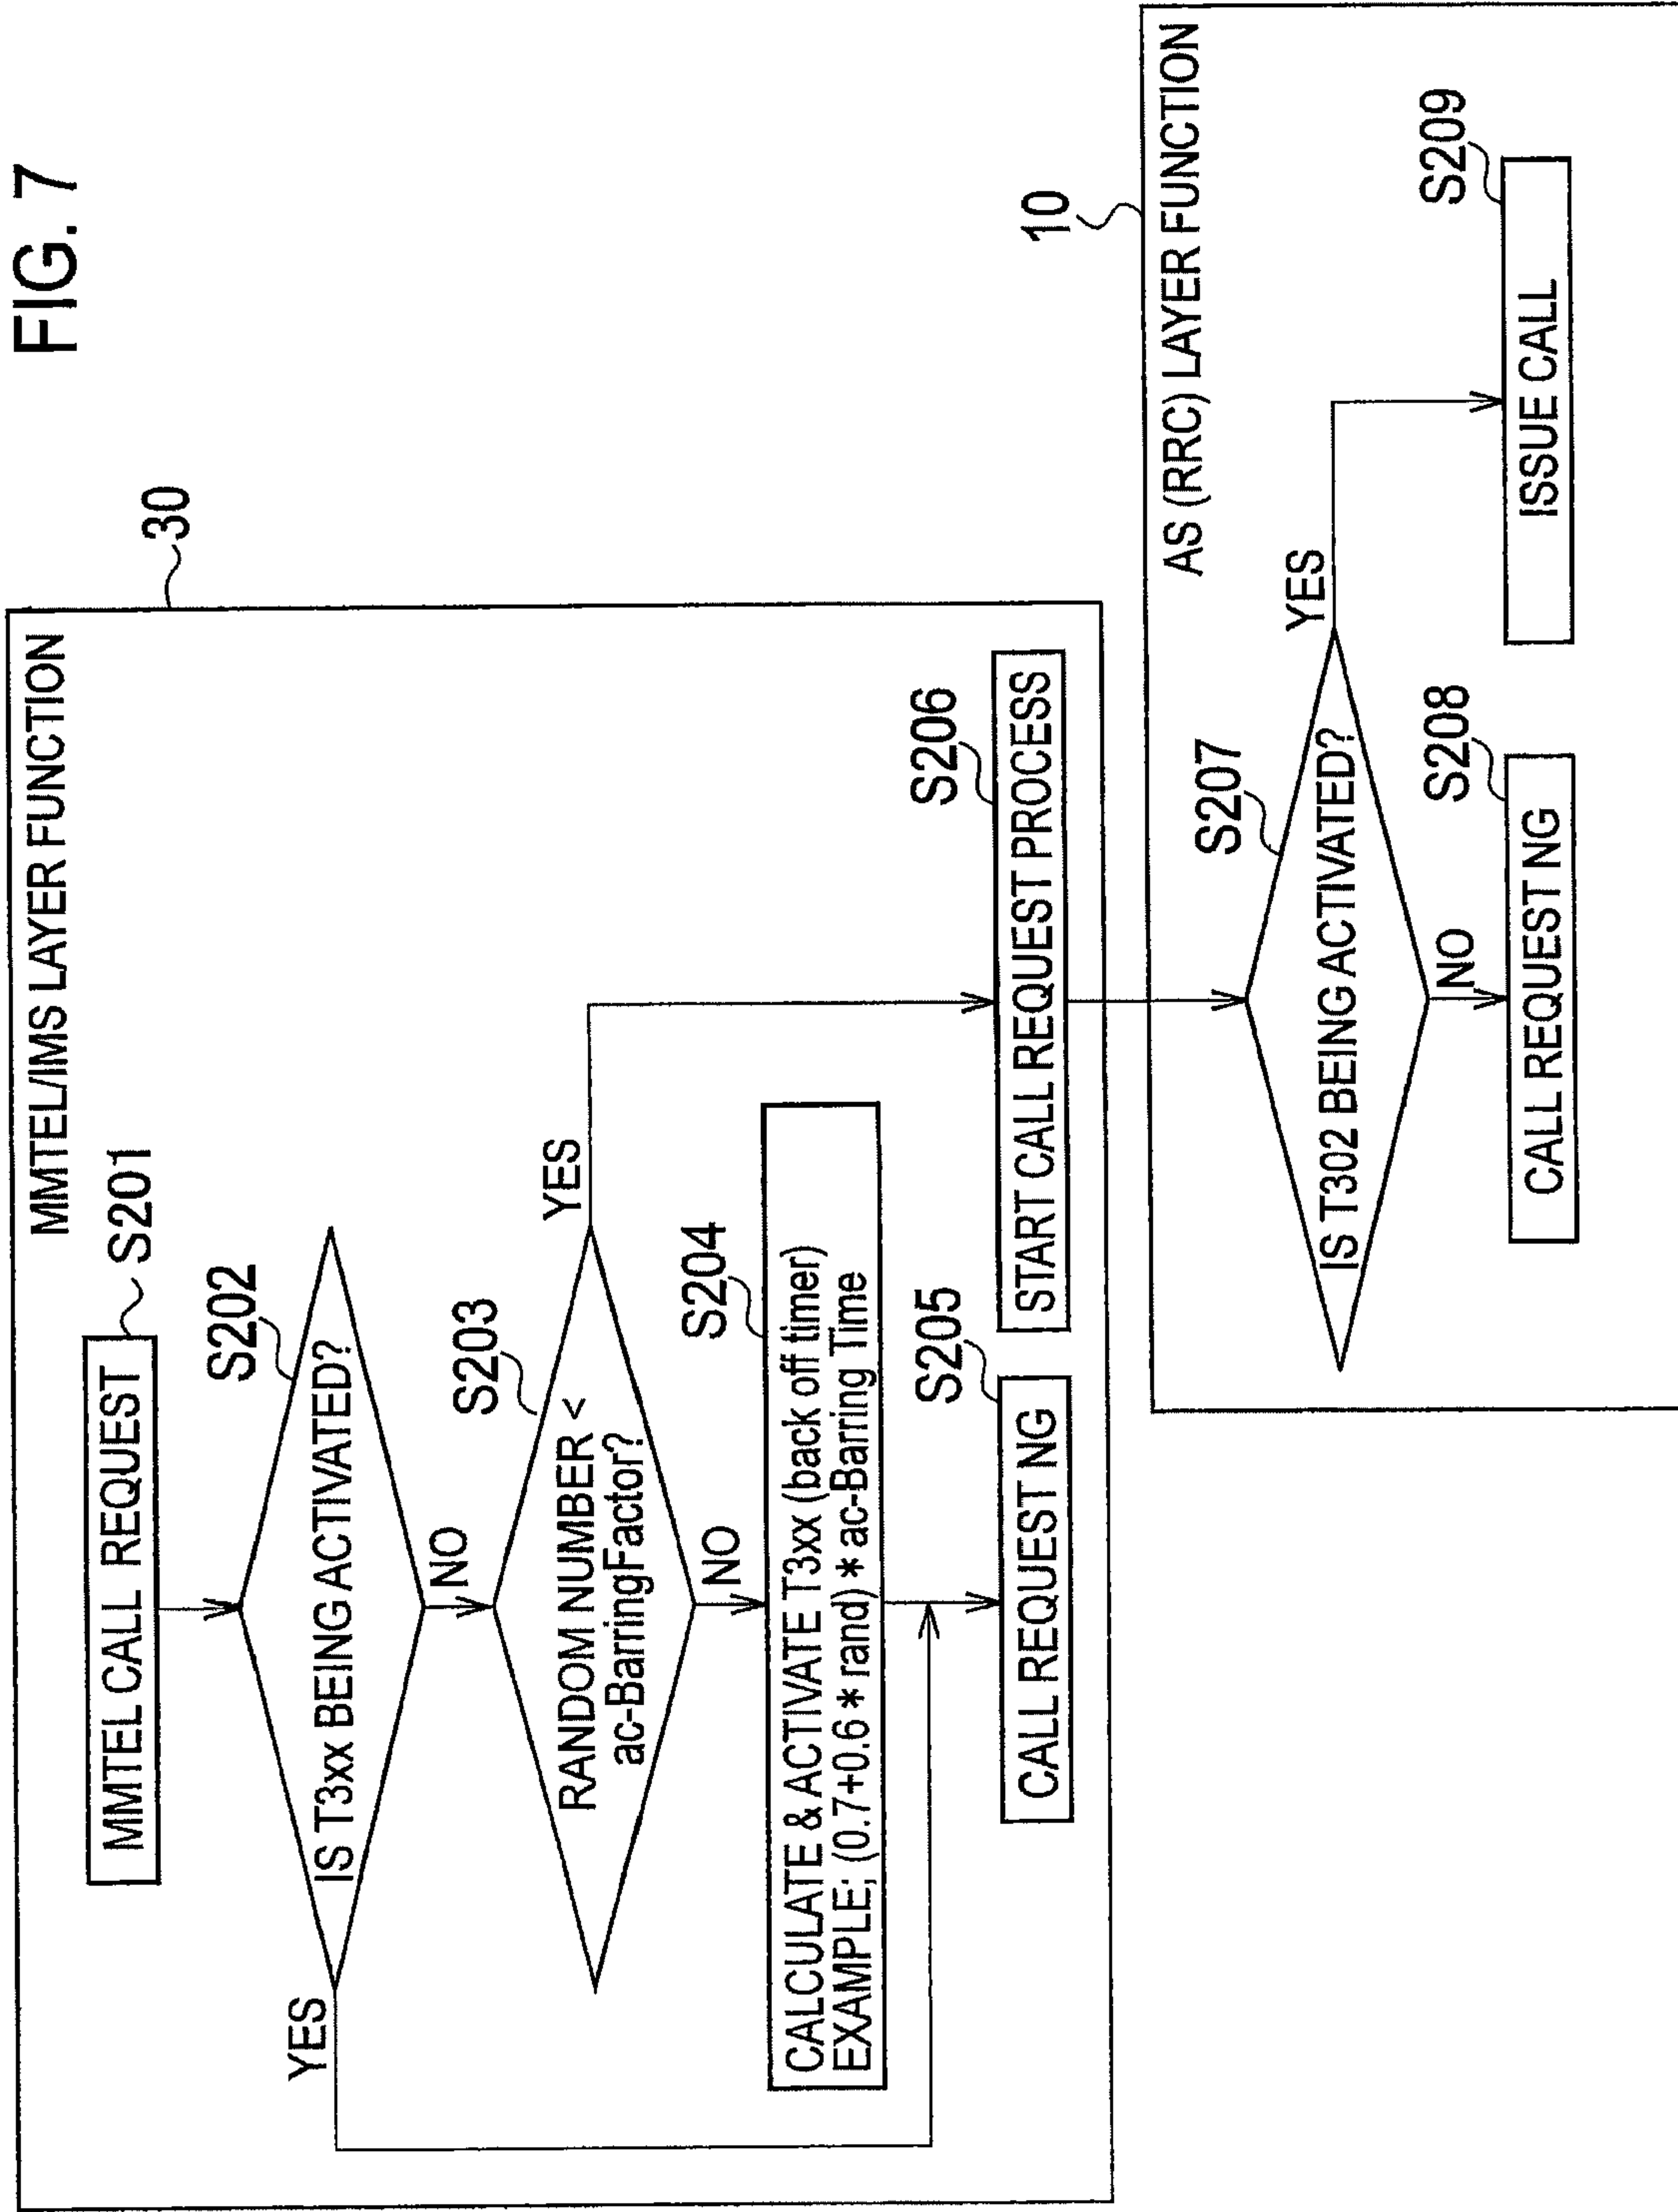 FIG. 7
MMTEL/IMS LAYER FUNCTION
30
MMTEL CALL REQUEST
S201
S202
IS T3xx BEING ACTIVATED?
YES
NO
S203
RANDOM NUMBER <
ac-BarringFactor?
YES
NO
S204
CALCULATE & ACTIVATE T3xx (back off timer)
EXAMPLE; (0.7+0.6*rand)*ac-Barring Time
S205
CALL REQUEST NG
S206
START CALL REQUEST PROCESS
10
AS (RRC) LAYER FUNCTION
S207
IS T302 BEING ACTIVATED?
YES
NO
S208
CALL REQUEST NG
S209
ISSUE CALL